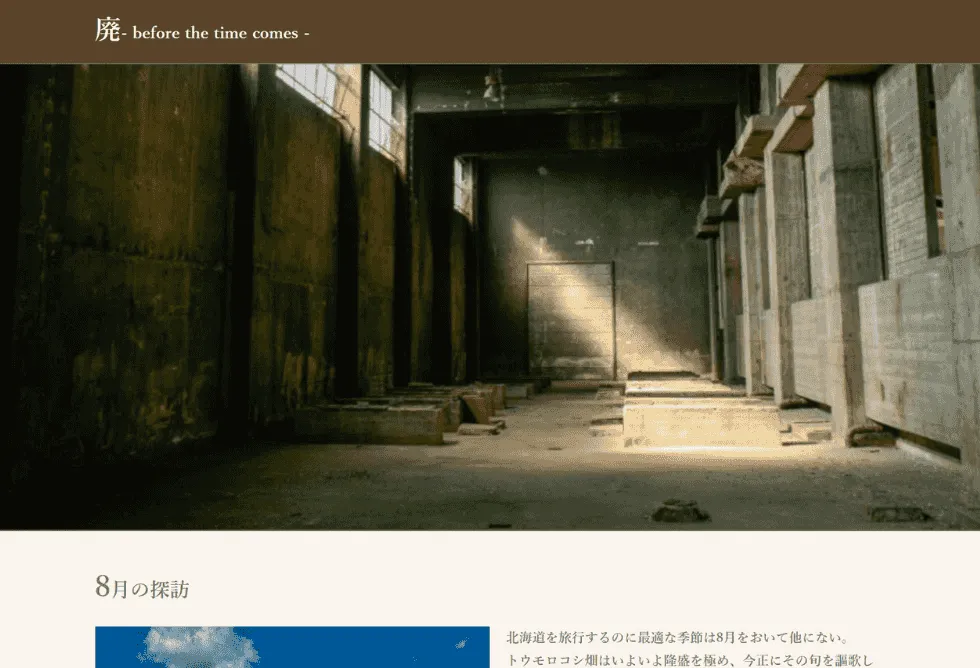 廃- before the time comes -
8月の探訪
北海道を旅行するのに最適な季節は8月をおいて他にない。
トウモロコシ畑はいよいよ隆盛を極め、今正にその旬を謳歌し